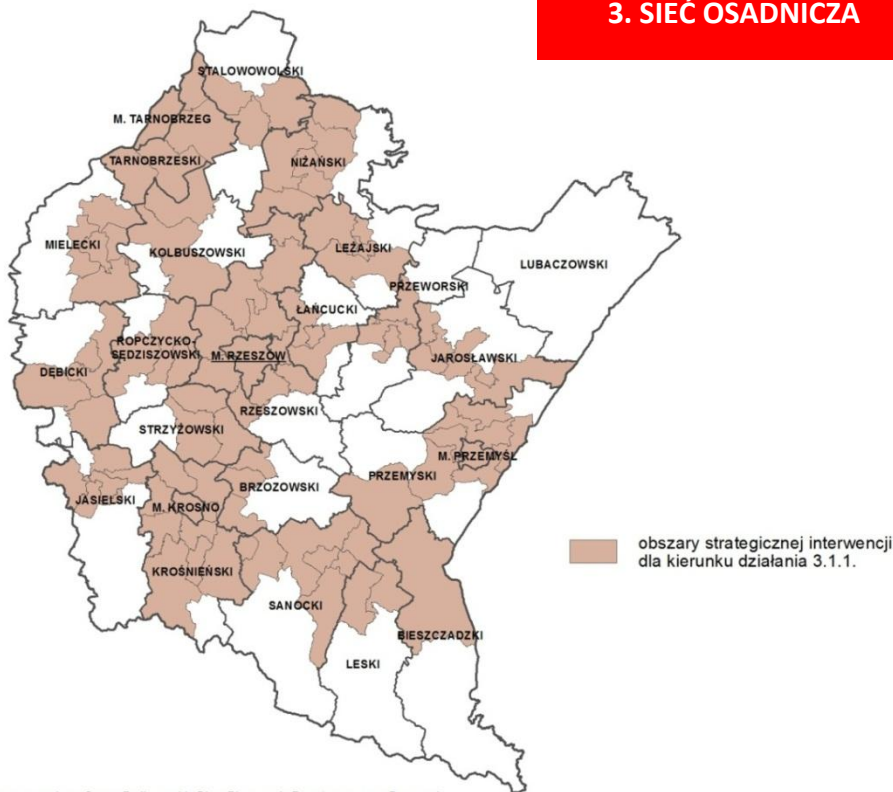 3. SIEĆ OSADNICZA
STALOWOWOLSKI
M. TARNOBRZEG
TARNOBRZESKI
NIŻAŃSKI
MIELECKI
KOLBUSZOWSKI
LEŻAJSKI
LUBACZOWSKI
PRZEWORSKI
ŁAŃCUCKI
ROPCZYCKO-
SĘDZISZOWSKI
M. RZESZÓW
JAROSŁAWSKI
DĘBICKI
RZESZOWSKI
STRZYŻOWSKI
M. PRZEMYŚL
PRZEMYSKI
BRZOZOWSKI
JASIELSKI
M. KROSNO
obszary strategicznej interwencji
dla kierunku działania 3.1.1.
KROŚNIEŃSKI
SANOCKI
BIESZCZADZKI
LESKI